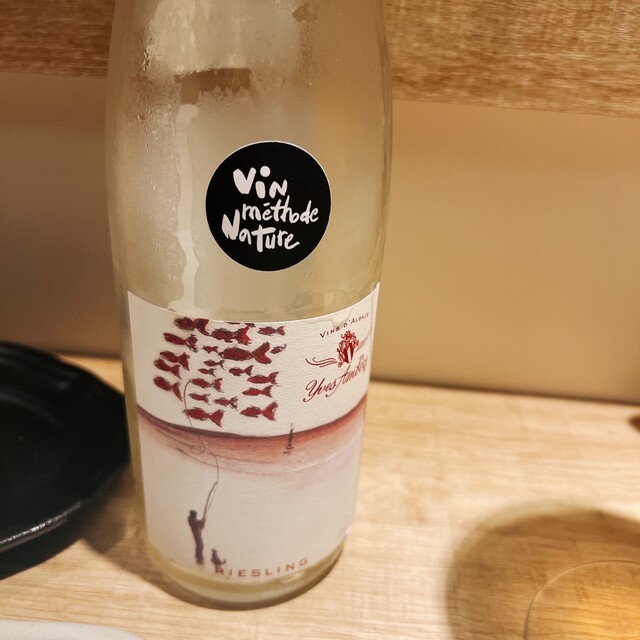 Vin
méthode
Nature
VINS D'ALSACE
Yves Amberg
RIESLING